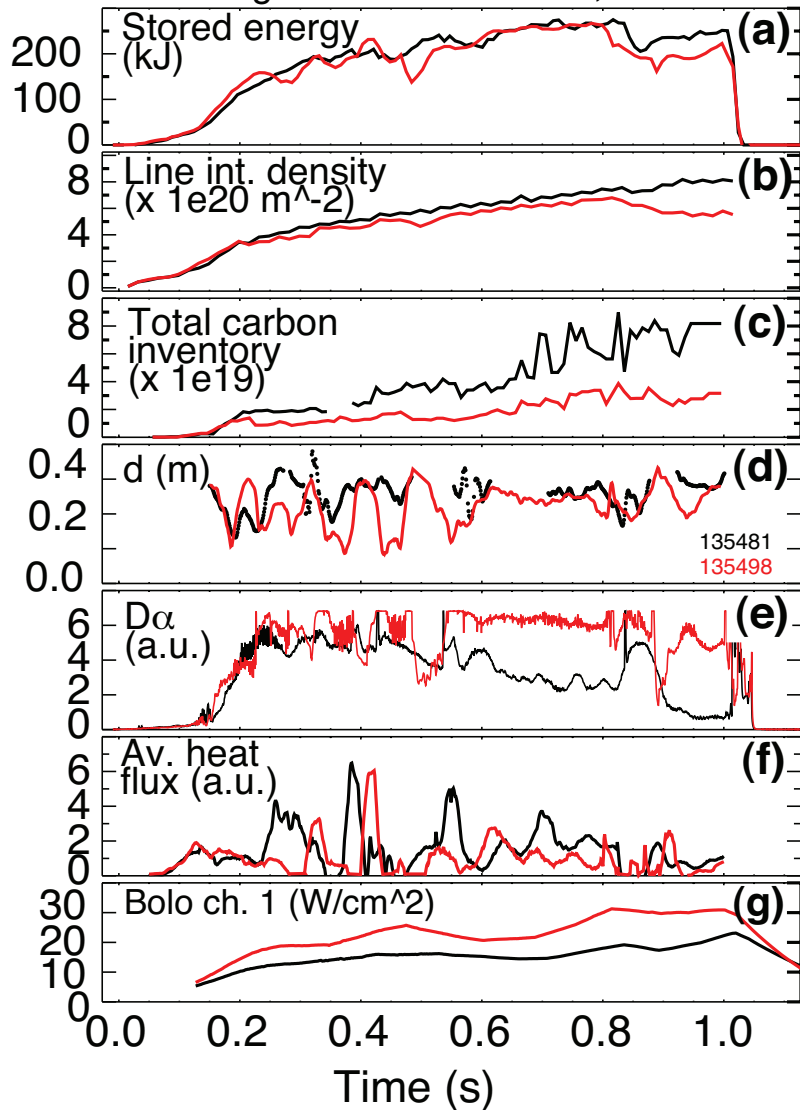 Stored energy
(kJ)
(a)
200
100
0
Line int. density
(x 1e20 m^-2)
(b)
8
4
0
Total carbon
inventory
(x 1e19)
(c)
8
4
0
d (m)
(d)
0.4
0.2
0.0
135481
135498
Dα
(a.u.)
(e)
6
4
2
0
Av. heat
flux (a.u.)
(f)
6
4
2
0
Bolo ch. 1 (W/cm^2)
(g)
30
20
10
0
0.0 0.2 0.4 0.6 0.8 1.0
Time (s)